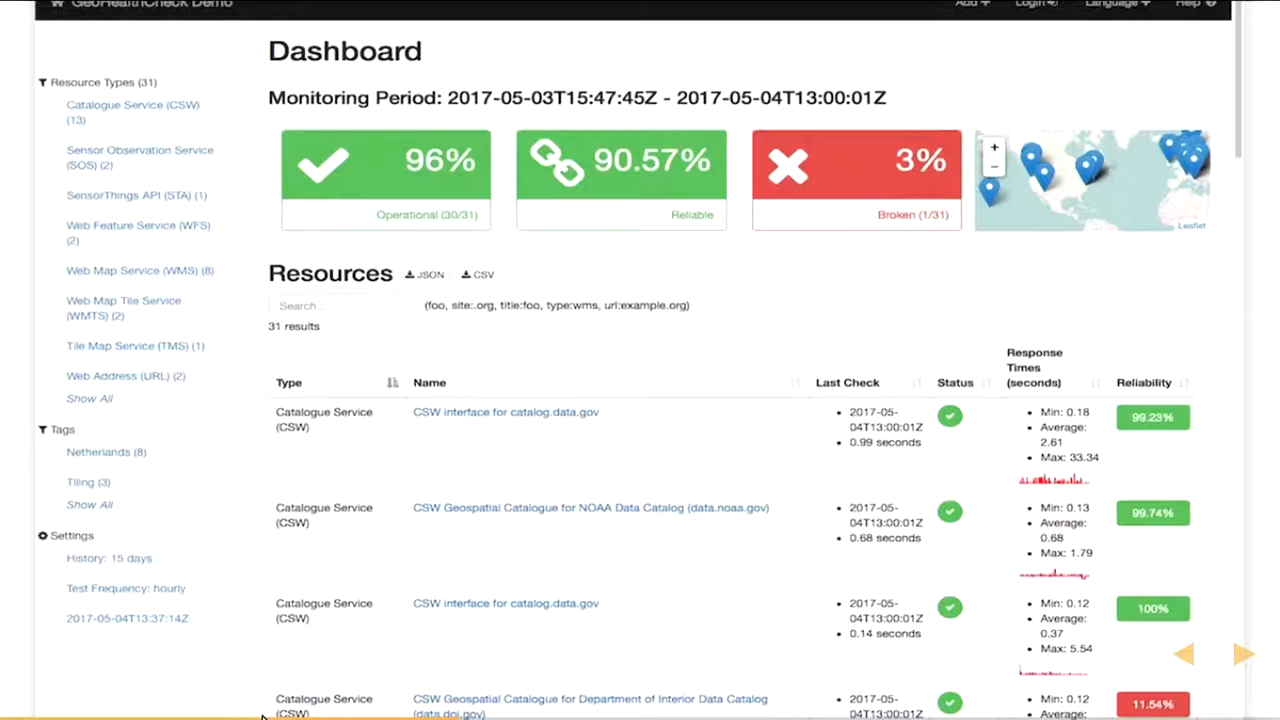 GeoHealthCheck Demo
Add +
Login
Language +
Help
Resource Types (31)
Catalogue Service (CSW)
(13)
Sensor Observation Service
(SOS) (2)
SensorThings API (STA) (1)
Web Feature Service (WFS)
(2)
Web Map Service (WMS) (8)
Web Map Tile Service
(WMTS) (2)
Tile Map Service (TMS) (1)
Web Address (URL) (2)
Show All
Tags
Netherlands (8)
Tiling (3)
Show All
Settings
History: 15 days
Test Frequency: hourly
2017-05-04T13:37:14Z
Dashboard
Monitoring Period: 2017-05-03T15:47:45Z - 2017-05-04T13:00:01Z
96%
Operational (30/31)
90.57%
Reliable
3%
Broken (1/31)
+
-
Leaflet
Resources JSON CSV
Search...
(foo, site:.org, title:foo, type:wms, url:example.org)
31 results
Type
Name
Last Check
Status
Response
Times
(seconds)
Reliability
Catalogue Service
(CSW)
CSW interface for catalog.data.gov
• 2017-05-
04T13:00:01Z
• 0.99 seconds
• Min: 0.18
• Average:
2.61
• Max: 33.34
99.23%
Catalogue Service
(CSW)
CSW Geospatial Catalogue for NOAA Data Catalog (data.noaa.gov)
• 2017-05-
04T13:00:01Z
• 0.68 seconds
• Min: 0.13
• Average:
0.68
• Max: 1.79
99.74%
Catalogue Service
(CSW)
CSW interface for catalog.data.gov
• 2017-05-
04T13:00:01Z
• 0.14 seconds
• Min: 0.12
• Average:
0.37
• Max: 5.54
100%
Catalogue Service
(CSW)
CSW Geospatial Catalogue for Department of Interior Data Catalog
(data.doi.gov)
• 2017-05-
04T13:00:01Z
• Min: 0.12
• Average:
11.54%